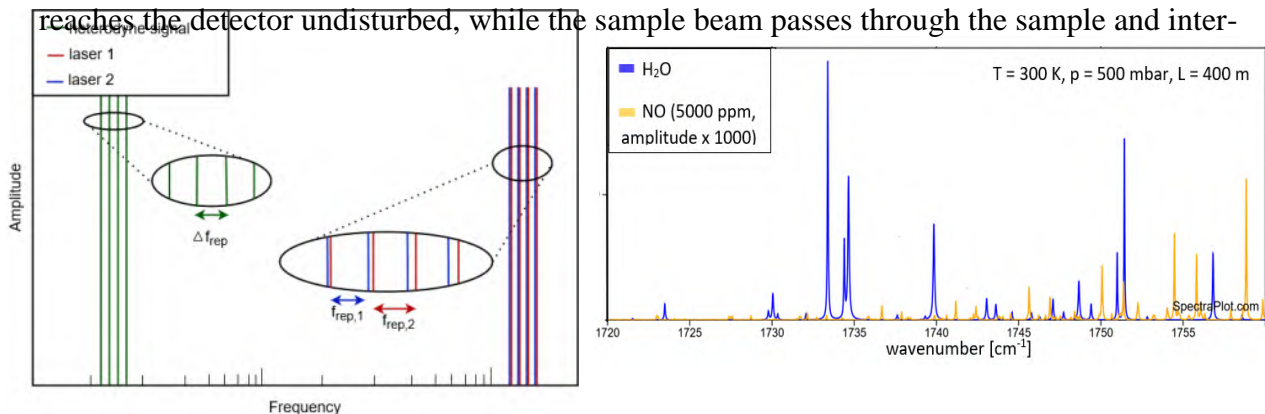 reaches the detector undisturbed, while the sample beam passes through the sample and inter-
heterodyne signal
laser 1
laser 2
Amplitude
Δ f_rep
f_rep,1
f_rep,2
Frequency
H₂O
NO (5000 ppm,
amplitude x 1000)
T = 300 K, p = 500 mbar, L = 400 m
SpectraPlot.com
1720 1725 1730 1735 1740 1745 1750 1755
wavenumber [cm⁻¹]